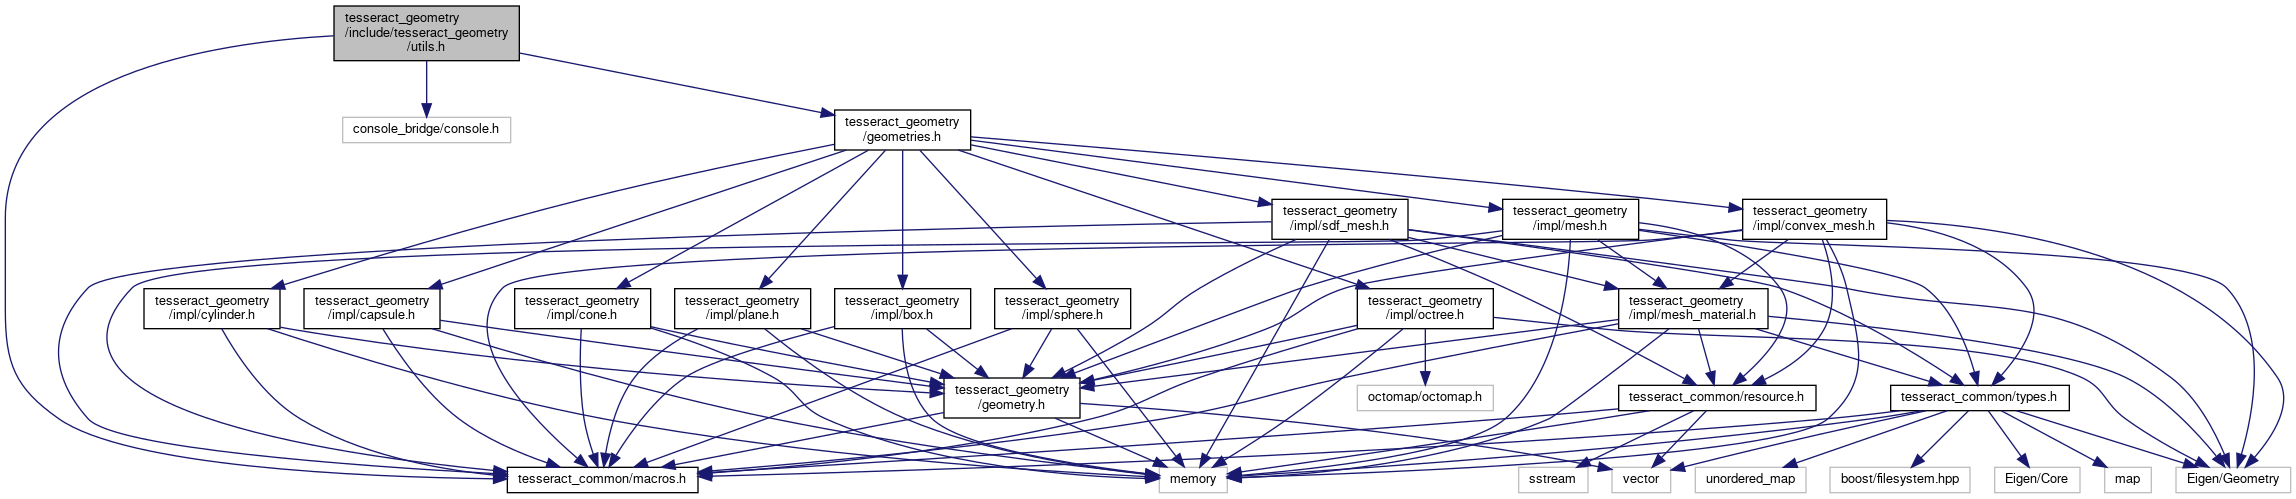 tesseract_geometry
/include/tesseract_geometry
/utils.h
console_bridge/console.h
tesseract_geometry
/geometries.h
tesseract_geometry
/impl/sdf_mesh.h
tesseract_geometry
/impl/mesh.h
tesseract_geometry
/impl/convex_mesh.h
tesseract_geometry
/impl/cylinder.h
tesseract_geometry
/impl/capsule.h
tesseract_geometry
/impl/cone.h
tesseract_geometry
/impl/plane.h
tesseract_geometry
/impl/box.h
tesseract_geometry
/impl/sphere.h
tesseract_geometry
/impl/octree.h
tesseract_geometry
/impl/mesh_material.h
tesseract_geometry
/geometry.h
octomap/octomap.h
tesseract_common/resource.h
tesseract_common/types.h
tesseract_common/macros.h
memory
sstream
vector
unordered_map
boost/filesystem.hpp
Eigen/Core
map
Eigen/Geometry